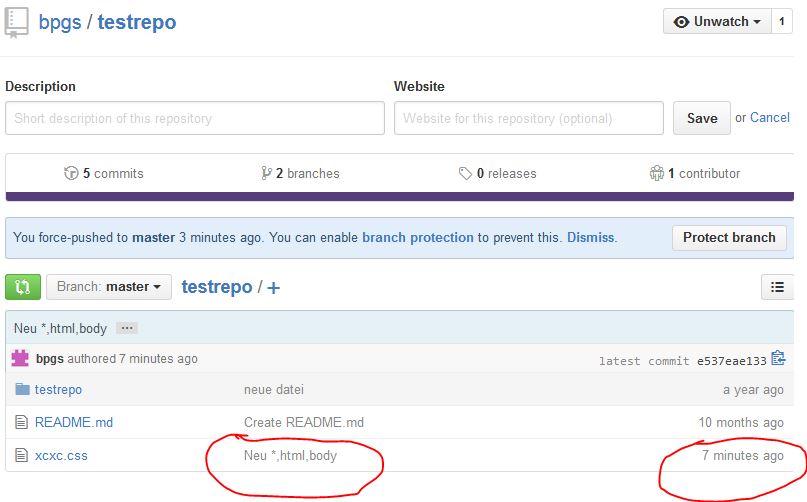 bpgs / testrepo
Unwatch 1
Description Website
Short description of this repository Website for this repository (optional) Save or Cancel
5 commits 2 branches 0 releases 1 contributor
You force-pushed to master 3 minutes ago. You can enable branch protection to prevent this. Dismiss. Protect branch
Branch: master testrepo / +
Neu *,html,body ...
bpgs authored 7 minutes ago latest commit e537eae133
testrepo neue datei a year ago
README.md Create README.md 10 months ago
xcxc.css Neu *,html,body 7 minutes ago